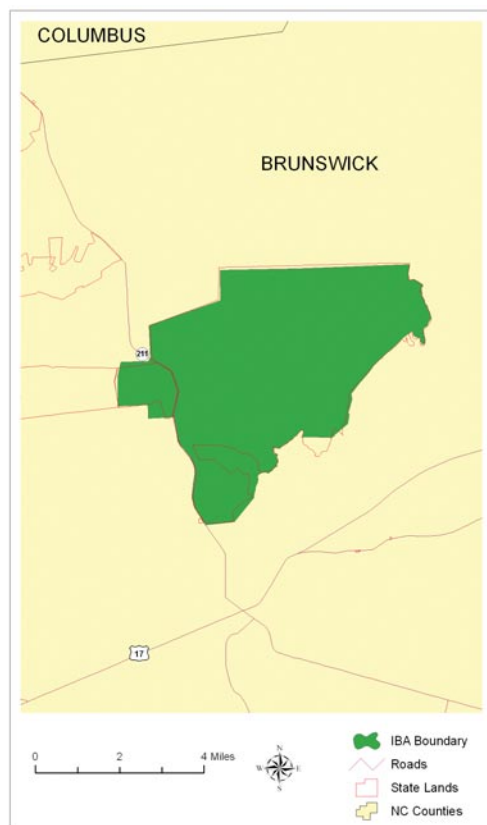 COLUMBUS
BRUNSWICK
211
17
0 2 4 Miles
N
W E
S
IBA Boundary
Roads
State Lands
NC Counties